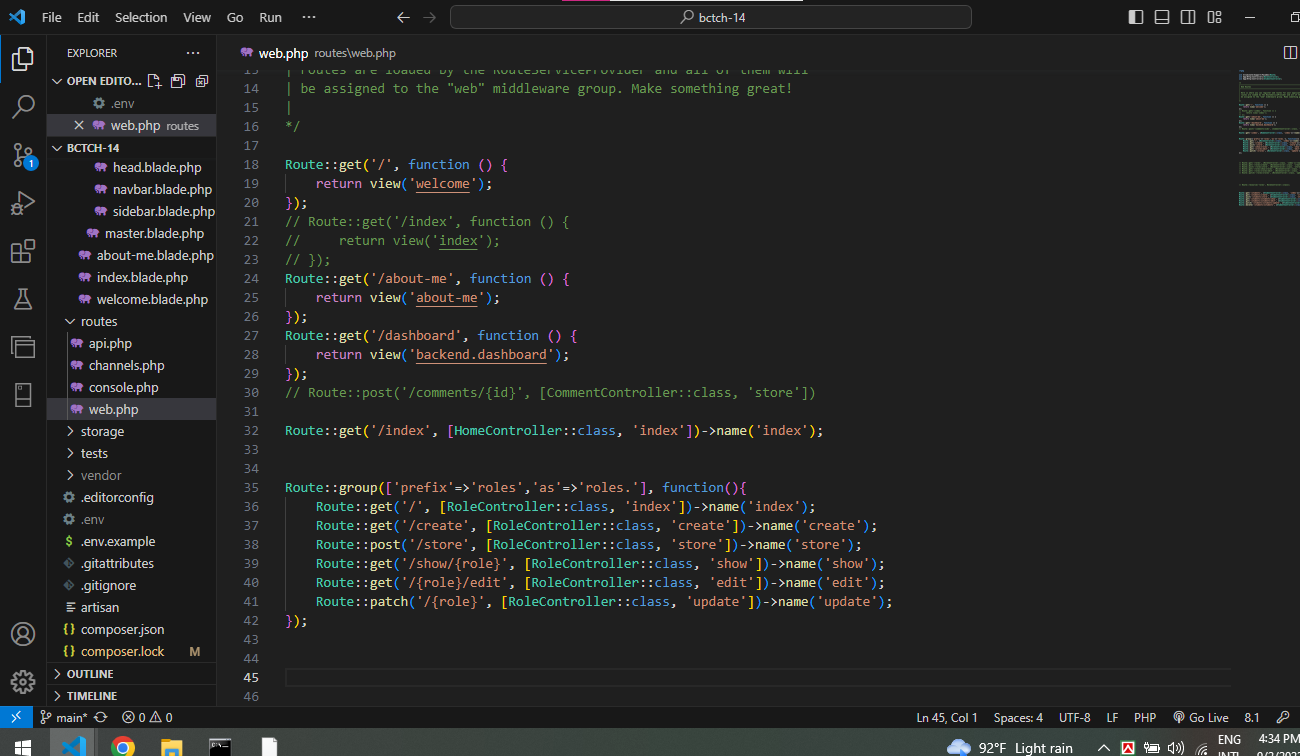 File Edit Selection View Go Run ··· bctch-14
EXPLORER ···
OPEN EDITO...
.env
web.php routes
BCTCH-14
head.blade.php
navbar.blade.php
sidebar.blade.php
master.blade.php
about-me.blade.php
index.blade.php
welcome.blade.php
routes
api.php
channels.php
console.php
web.php
storage
tests
vendor
.editorconfig
.env
$ .env.example
.gitattributes
.gitignore
artisan
{} composer.json
{} composer.lock M
OUTLINE
TIMELINE
web.php routes\web.php
13 | routes are loaded by the RouteServiceProvider and all of them will
14 | be assigned to the "web" middleware group. Make something great!
15 |
16 */
17
18 Route::get('/', function () {
19     return view('welcome');
20 });
21 // Route::get('/index', function () {
22 //     return view('index');
23 // });
24 Route::get('/about-me', function () {
25     return view('about-me');
26 });
27 Route::get('/dashboard', function () {
28     return view('backend.dashboard');
29 });
30 // Route::post('/comments/{id}', [CommentController::class, 'store'])
31
32 Route::get('/index', [HomeController::class, 'index'])->name('index');
33
34
35 Route::group(['prefix'=>'roles','as'=>'roles.'], function(){
36     Route::get('/', [RoleController::class, 'index'])->name('index');
37     Route::get('/create', [RoleController::class, 'create'])->name('create');
38     Route::post('/store', [RoleController::class, 'store'])->name('store');
39     Route::get('/show/{role}', [RoleController::class, 'show'])->name('show');
40     Route::get('/{role}/edit', [RoleController::class, 'edit'])->name('edit');
41     Route::patch('/{role}', [RoleController::class, 'update'])->name('update');
42 });
43
44
45
46
1
main* 0 0 Ln 45, Col 1 Spaces: 4 UTF-8 LF PHP Go Live 8.1
92°F Light rain ENG 4:34 PM